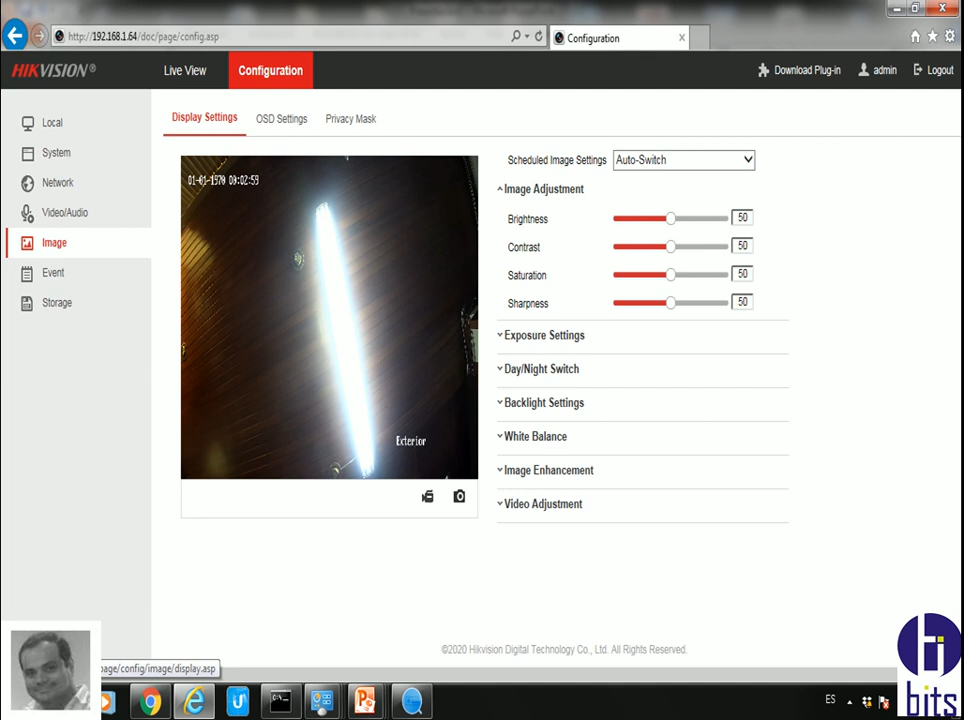 http://192.168.1.64/doc/page/config.asp
Configuration
HIKVISION®
Live View
Configuration
Download Plug-in
admin
Logout
Local
System
Network
Video/Audio
Image
Event
Storage
Display Settings
OSD Settings
Privacy Mask
01-01-1970 00:02:59
Exterior
Scheduled Image Settings
Auto-Switch
Image Adjustment
Brightness 50
Contrast 50
Saturation 50
Sharpness 50
Exposure Settings
Day/Night Switch
Backlight Settings
White Balance
Image Enhancement
Video Adjustment
©2020 Hikvision Digital Technology Co., Ltd. All Rights Reserved.
page/config/image/display.asp
ES
hi
bits